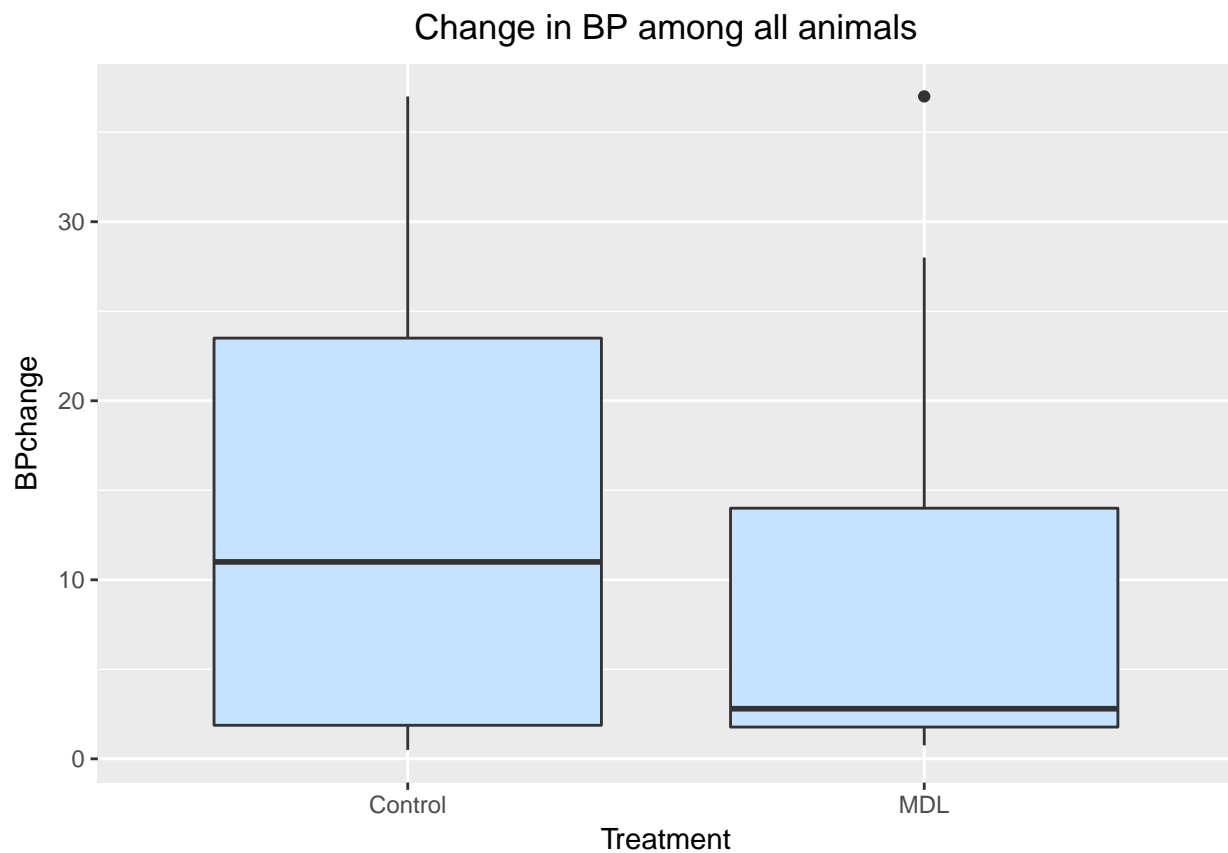 Change in BP among all animals
30
20
10
0
BPchange
Control
MDL
Treatment